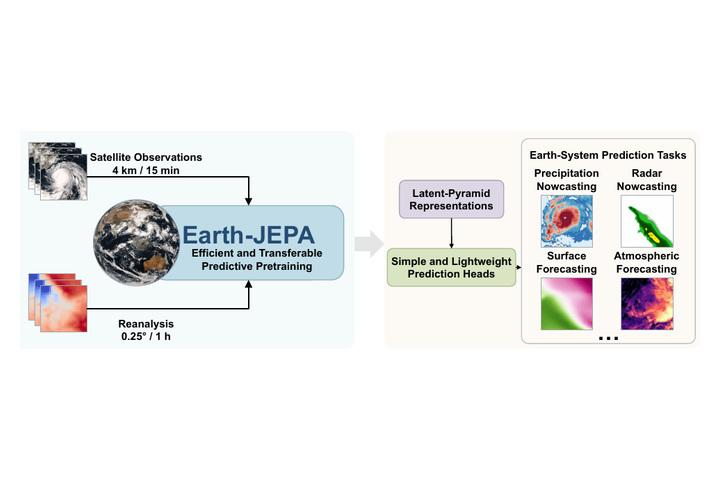 Satellite Observations
4 km / 15 min
Earth-JEPA
Efficient and Transferable
Predictive Pretraining
Reanalysis
0.25° / 1 h
Latent-Pyramid
Representations
Simple and Lightweight
Prediction Heads
Earth-System Prediction Tasks
Precipitation
Nowcasting
Radar
Nowcasting
Surface
Forecasting
Atmospheric
Forecasting
...